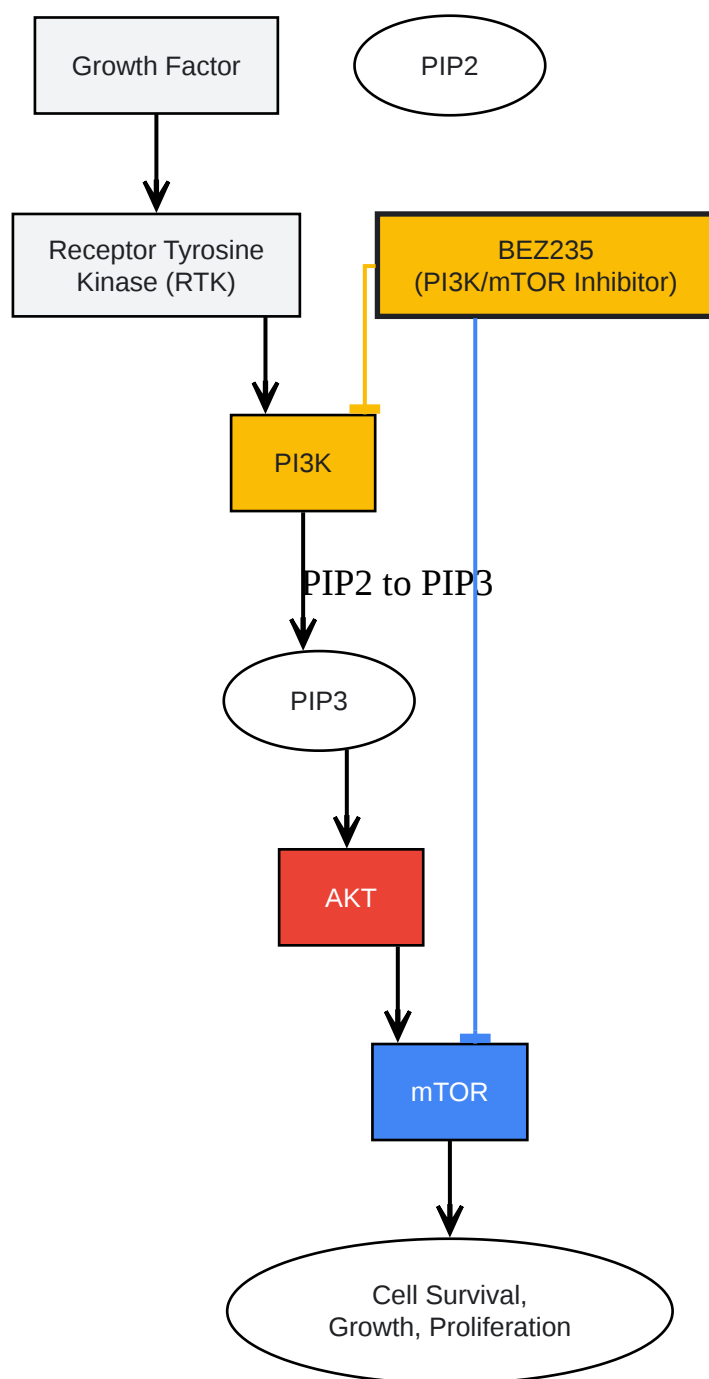 Growth Factor
PIP2
Receptor Tyrosine
Kinase (RTK)
BEZ235
(PI3K/mTOR Inhibitor)
PI3K
PIP2 to PIP3
PIP3
AKT
mTOR
Cell Survival,
Growth, Proliferation